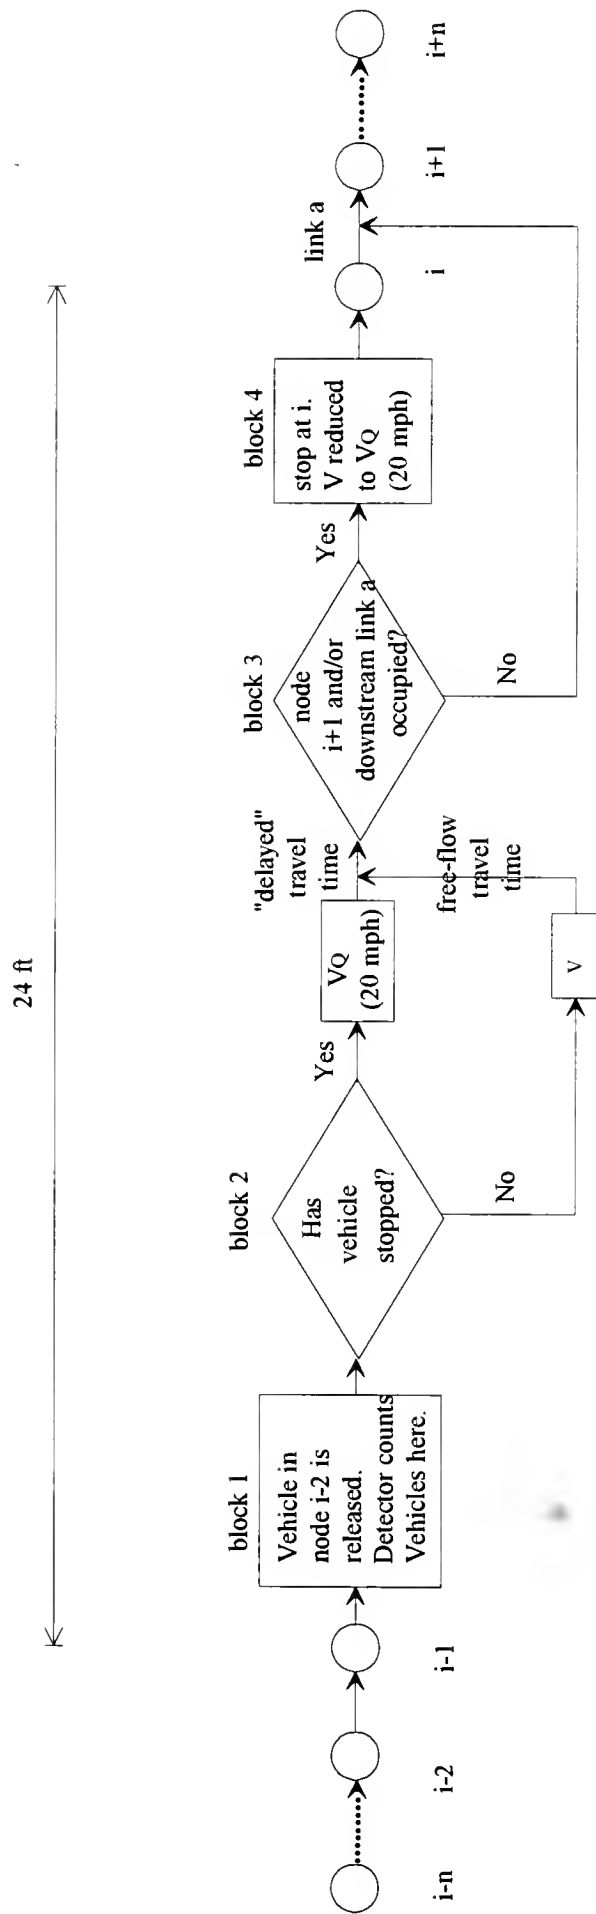 24 ft
block 1
Vehicle in
node i-2 is
released.
Detector counts
Vehicles here.
block 2
Has
vehicle
stopped?
Yes
No
VQ
(20 mph)
V
"delayed"
travel
time
free-flow
travel
time
block 3
node
i+1 and/or
downstream link a
occupied?
Yes
No
block 4
stop at i.
V reduced
to VQ
(20 mph)
link a
i-n
i-2
i-1
i
i+1
i+n